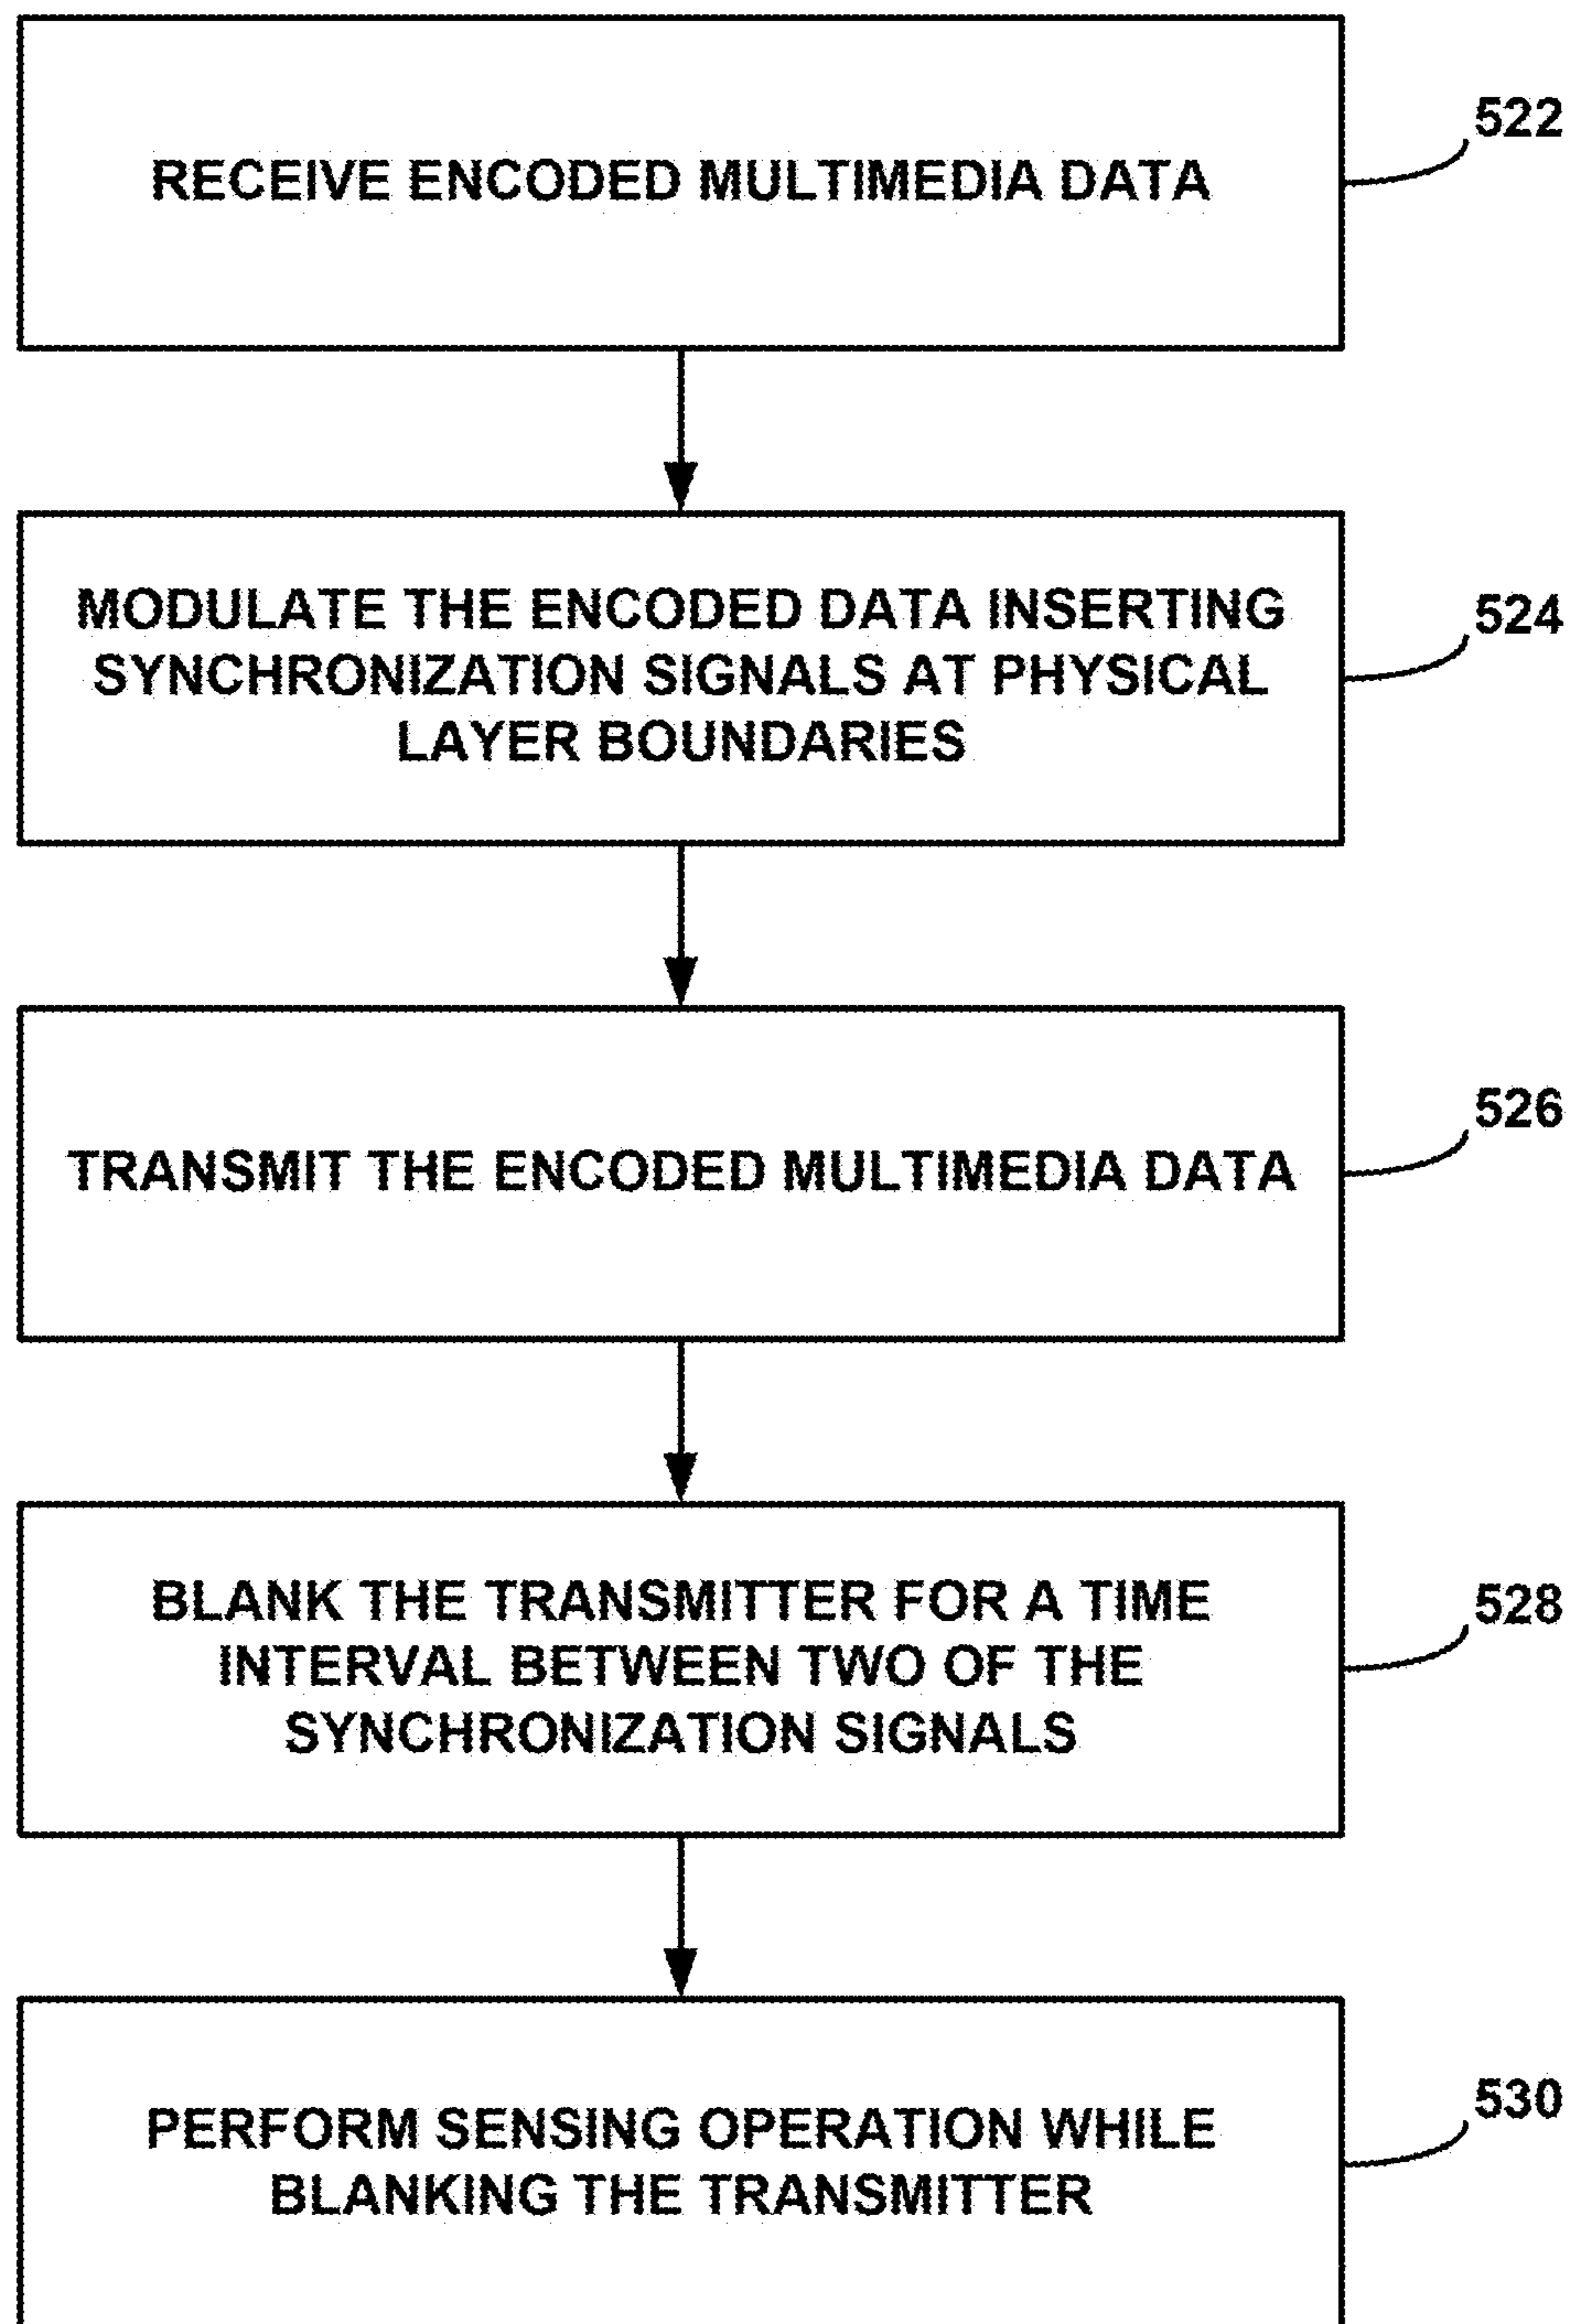 RECEIVE ENCODED MULTIMEDIA DATA
522
MODULATE THE ENCODED DATA INSERTING
SYNCHRONIZATION SIGNALS AT PHYSICAL
LAYER BOUNDARIES
524
TRANSMIT THE ENCODED MULTIMEDIA DATA
526
BLANK THE TRANSMITTER FOR A TIME
INTERVAL BETWEEN TWO OF THE
SYNCHRONIZATION SIGNALS
528
PERFORM SENSING OPERATION WHILE
BLANKING THE TRANSMITTER
530